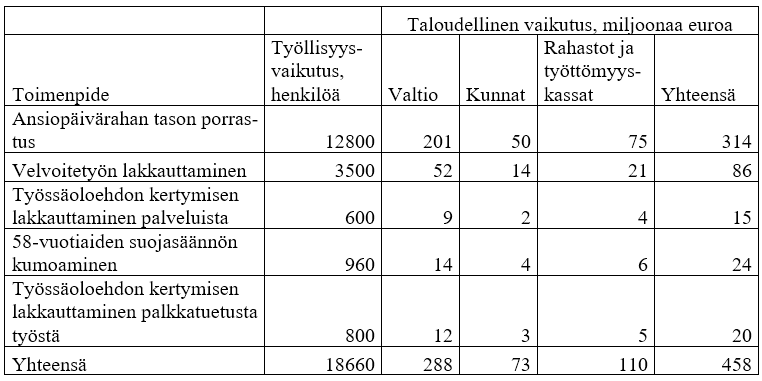 Taloudellinen vaikutus, miljoonaa euroa
Toimenpide Työllisyys-
vaikutus,
henkilöä Valtio Kunnat Rahastot ja
työttömyys-
kassat Yhteensä
Ansiopäivärahan tason porras-
tus 12800 201 50 75 314
Velvoitetyön lakkauttaminen 3500 52 14 21 86
Työssäoloehdon kertymisen
lakkauttaminen palveluista 600 9 2 4 15
58-vuotiaiden suojasäännön
kumoaminen 960 14 4 6 24
Työssäoloehdon kertymisen
lakkauttaminen palkkatuetusta
työstä 800 12 3 5 20
Yhteensä 18660 288 73 110 458